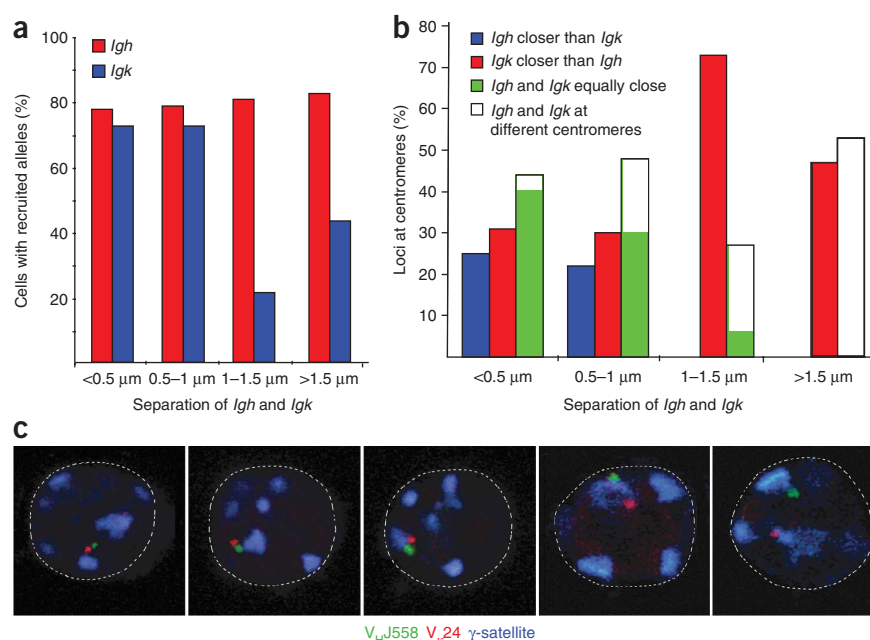 a
Cells with recruited alleles (%)
100
80
60
40
20
Igh
Igk
<0.5 μm
0.5–1 μm
1–1.5 μm
>1.5 μm
Separation of Igh and Igk
b
Loci at centromeres (%)
80
70
60
50
40
30
20
10
0
Igh closer than Igk
Igk closer than Igh
Igh and Igk equally close
Igh and Igk at
different centromeres
<0.5 μm
0.5–1 μm
1–1.5 μm
>1.5 μm
Separation of Igh and Igk
c
VHJ558 Vκ24 γ-satellite